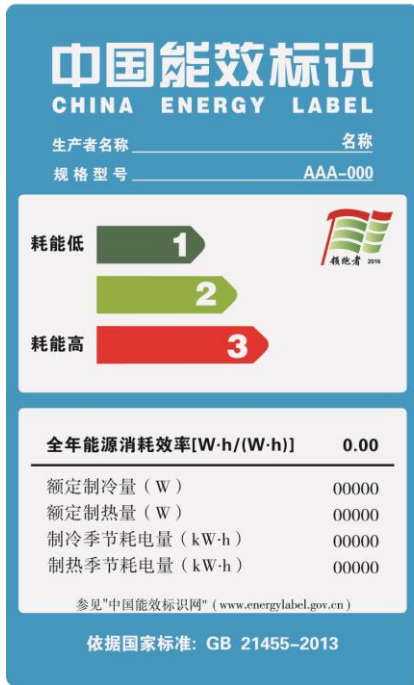 中国能效标识
CHINA ENERGY LABEL
生产者名称 名称
规格型号 AAA-000
耗能低 1
2
耗能高 3
领跑者 2016
全年能源消耗效率[W·h/(W·h)] 0.00
额定制冷量（W） 00000
额定制热量（W） 00000
制冷季节耗电量（kW·h） 00000
制热季节耗电量（kW·h） 00000
参见"中国能效标识网"（www.energylabel.gov.cn）
依据国家标准: GB 21455-2013